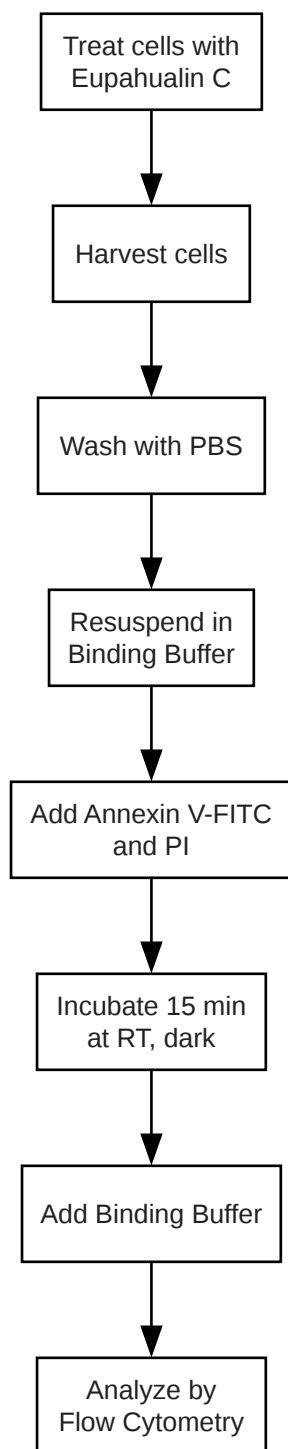 Treat cells with
Eupahualin C
Harvest cells
Wash with PBS
Resuspend in
Binding Buffer
Add Annexin V-FITC
and PI
Incubate 15 min
at RT, dark
Add Binding Buffer
Analyze by
Flow Cytometry